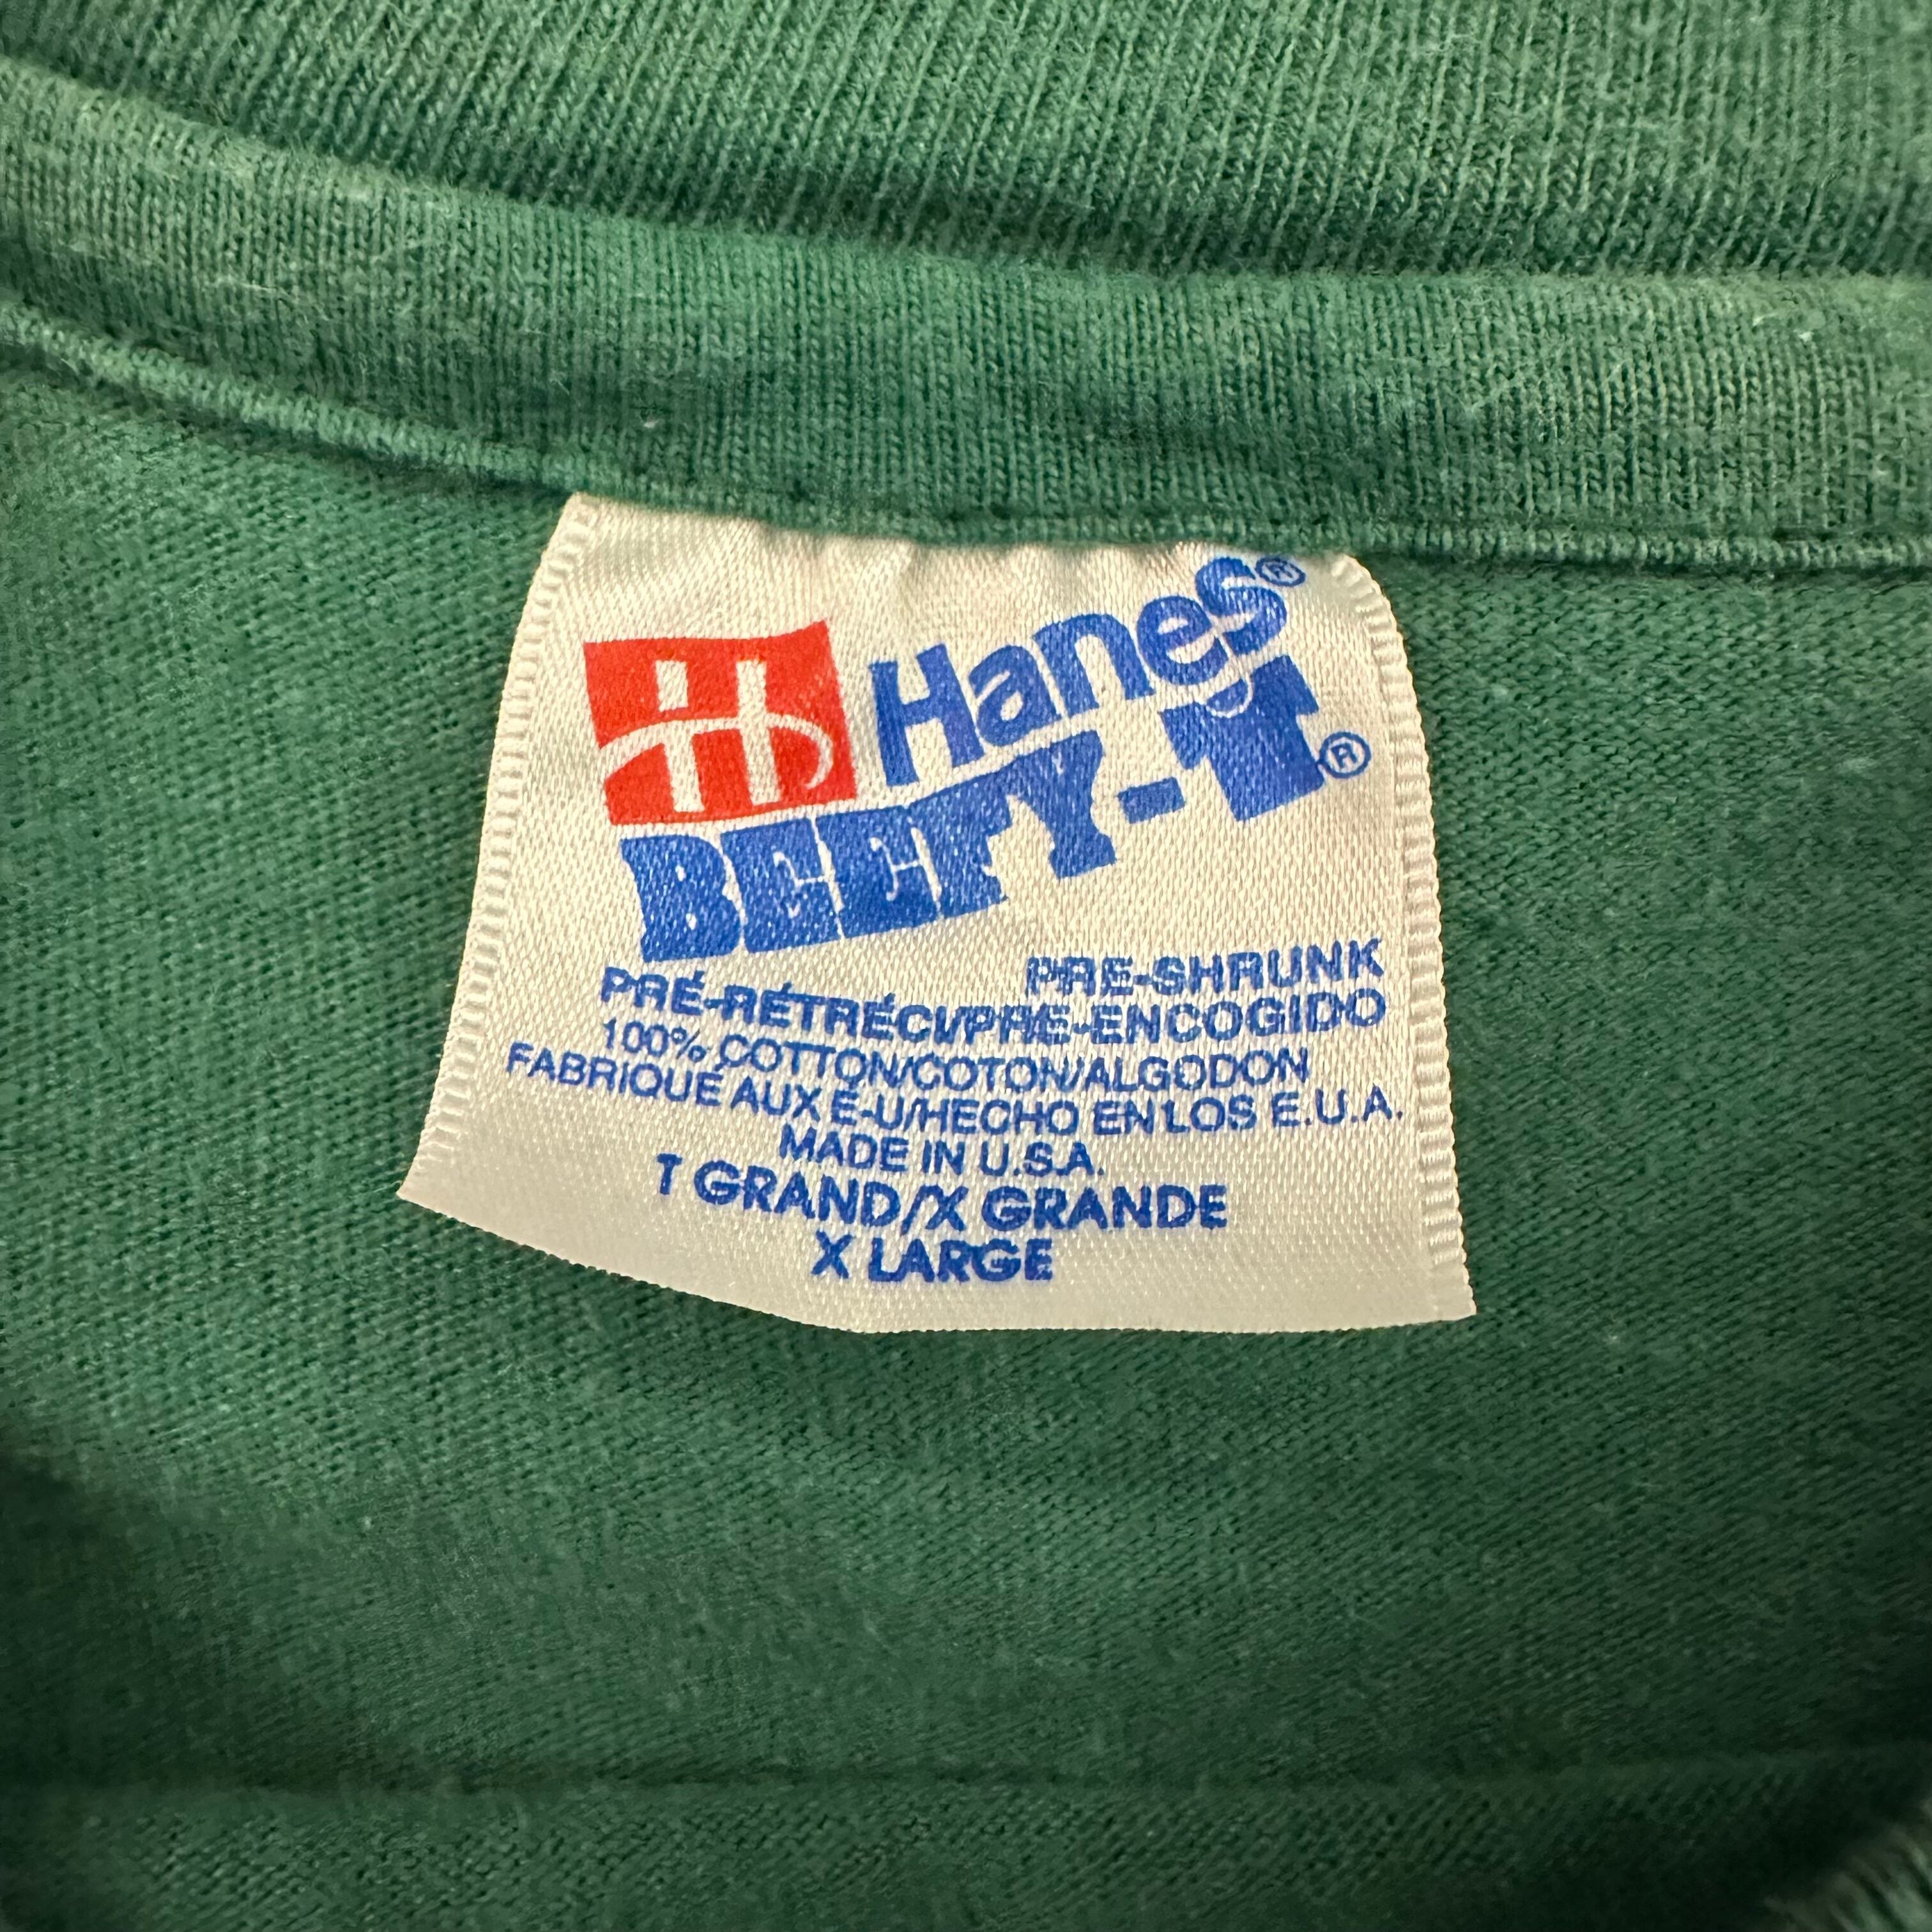 H Hanes®
BEEFY-T®
PRE-SHRUNK
PRÉ-RÉTRÉCI/PRE-ENCOGIDO
100% COTTON/COTON/ALGODON
FABRIQUÉ AUX É-U/HECHO EN LOS E.U.A.
MADE IN U.S.A.
T GRAND/X GRANDE
X LARGE